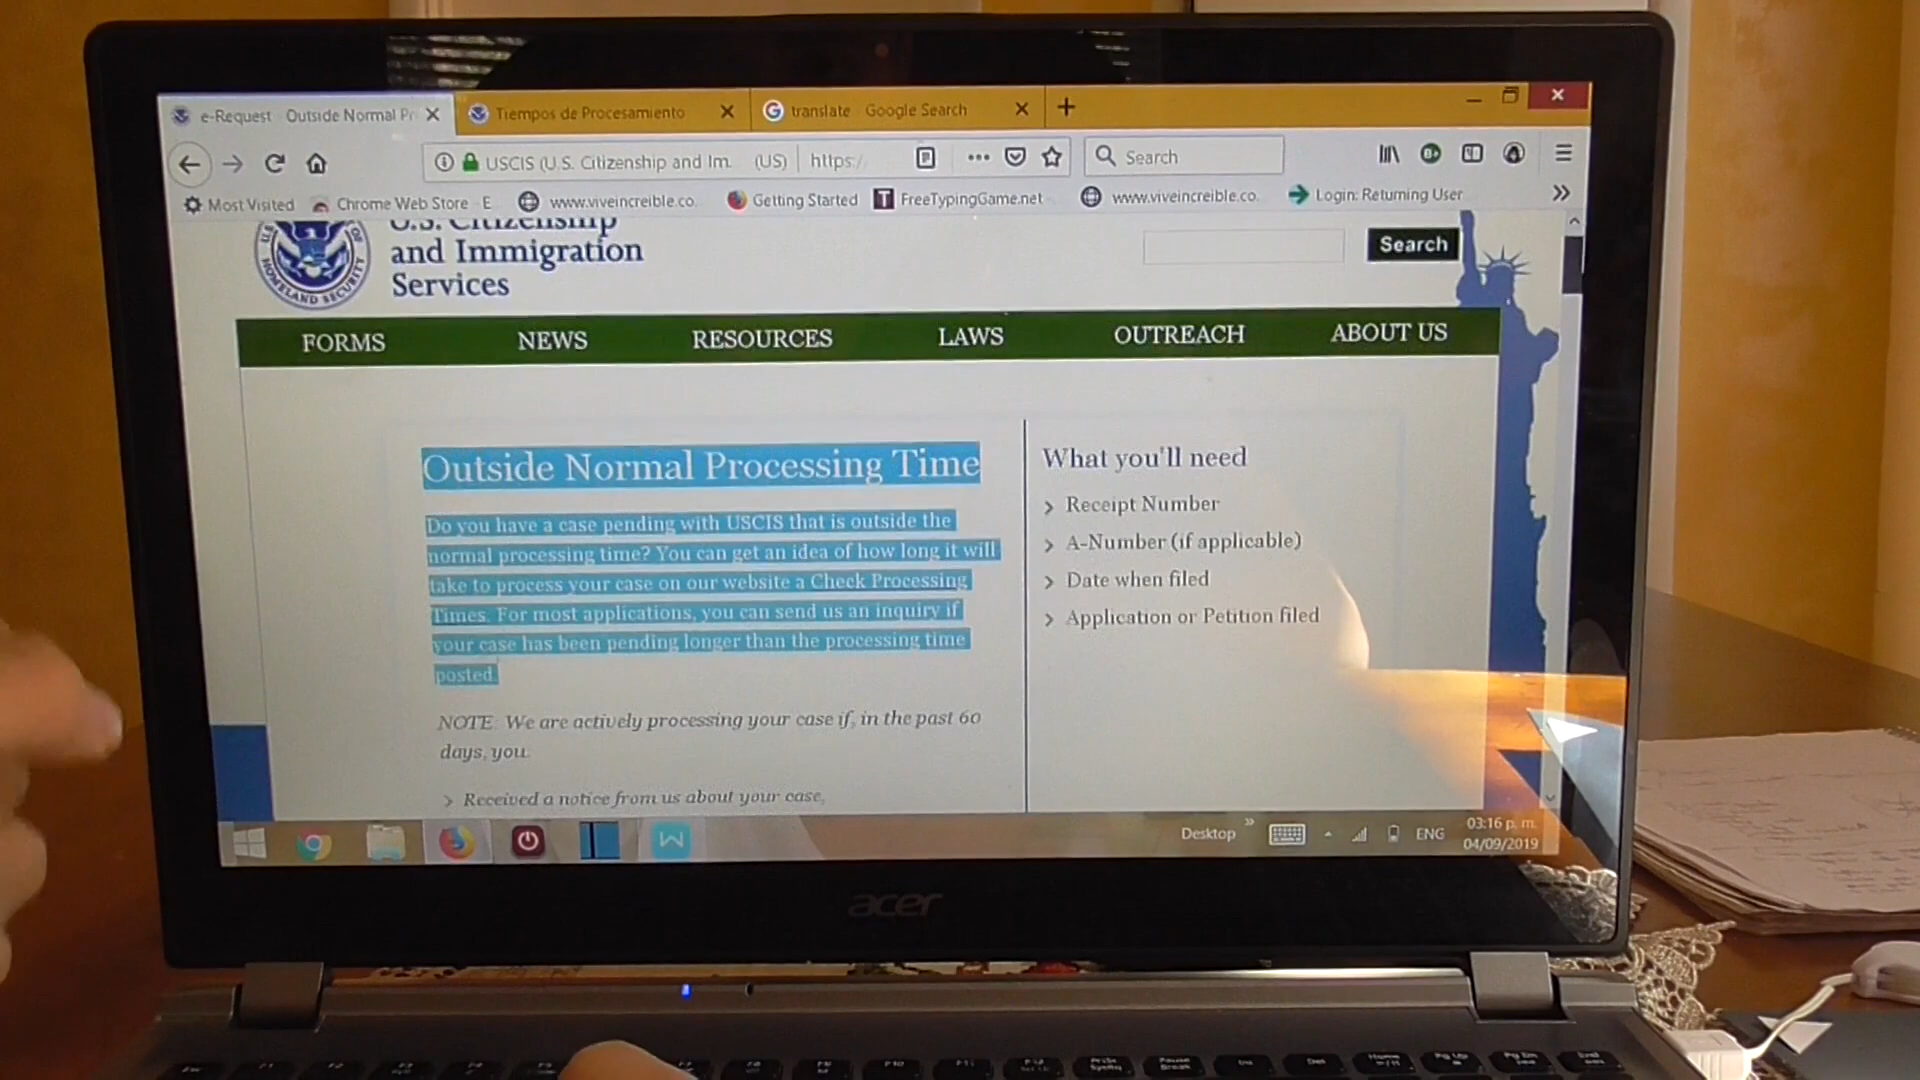 e-Request Outside Normal Pr
Tiempos de Procesamiento
translate Google Search
USCIS (U.S. Citizenship and Im. (US)
https:/
Search
Most Visited
Chrome Web Store E
www.viveincreible.co.
Getting Started
FreeTypingGame.net
www.viveincreible.co.
Login: Returning User
U.S. Citizenship
and Immigration
Services
HOMELAND SECURITY
Search
FORMS NEWS RESOURCES LAWS OUTREACH ABOUT US
Outside Normal Processing Time
Do you have a case pending with USCIS that is outside the
normal processing time? You can get an idea of how long it will
take to process your case on our website a Check Processing
Times. For most applications, you can send us an inquiry if
your case has been pending longer than the processing time
posted.
NOTE: We are actively processing your case if, in the past 60
days, you:
Received a notice from us about your case,
What you'll need
Receipt Number
A-Number (if applicable)
Date when filed
Application or Petition filed
Desktop
ENG
03:16 p. m.
04/09/2019
acer